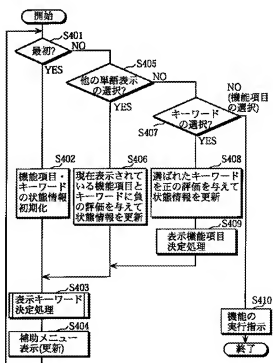 開始
S401
最初?
NO
YES
S405
他の単断表示
の選択?
NO
YES
キーワード
の選択?
S407
NO
(機能項目
の選択)
YES
S402
機能項目・
キーワード
の状態情報
初期化
S406
現在表示されて
いる機能項目と
キーワードに負
の評価を与えて
状態情報を更新
S408
選ばれたキーワード
を正の評価を与えて
状態情報を更新
S409
表示機能項目
決定処理
S403
表示キーワード
決定処理
S404
補助メニュー
表示(更新)
S410
機能の
実行指示
終了